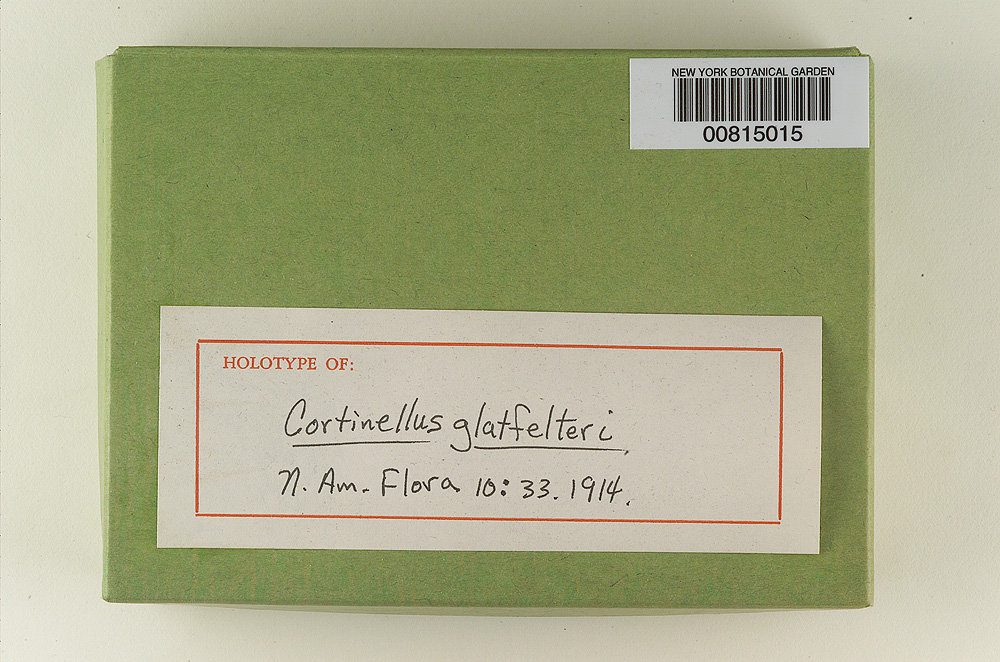 NEW YORK BOTANICAL GARDEN
00815015
HOLOTYPE OF:
Cortinellus glatfelteri.
N. Am. Flora 10: 33. 1914.